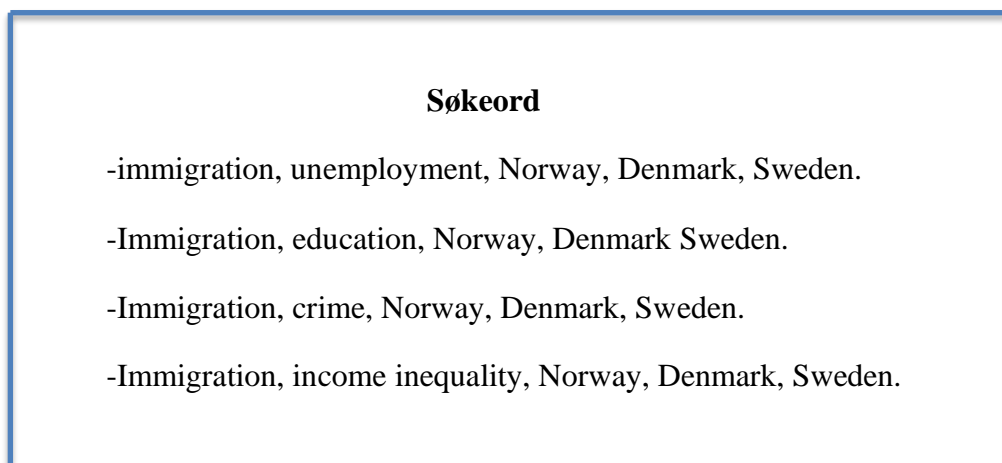 Søkeord
-immigration, unemployment, Norway, Denmark, Sweden.
-Immigration, education, Norway, Denmark Sweden.
-Immigration, crime, Norway, Denmark, Sweden.
-Immigration, income inequality, Norway, Denmark, Sweden.